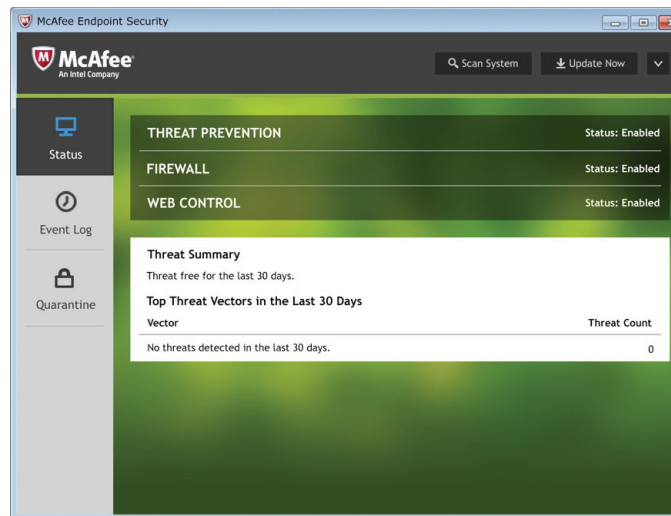 McAfee Endpoint Security
McAfee
An Intel Company
Scan System
Update Now
Status
Event Log
Quarantine
THREAT PREVENTION Status: Enabled
FIREWALL Status: Enabled
WEB CONTROL Status: Enabled
Threat Summary
Threat free for the last 30 days.
Top Threat Vectors in the Last 30 Days
Vector Threat Count
No threats detected in the last 30 days. 0